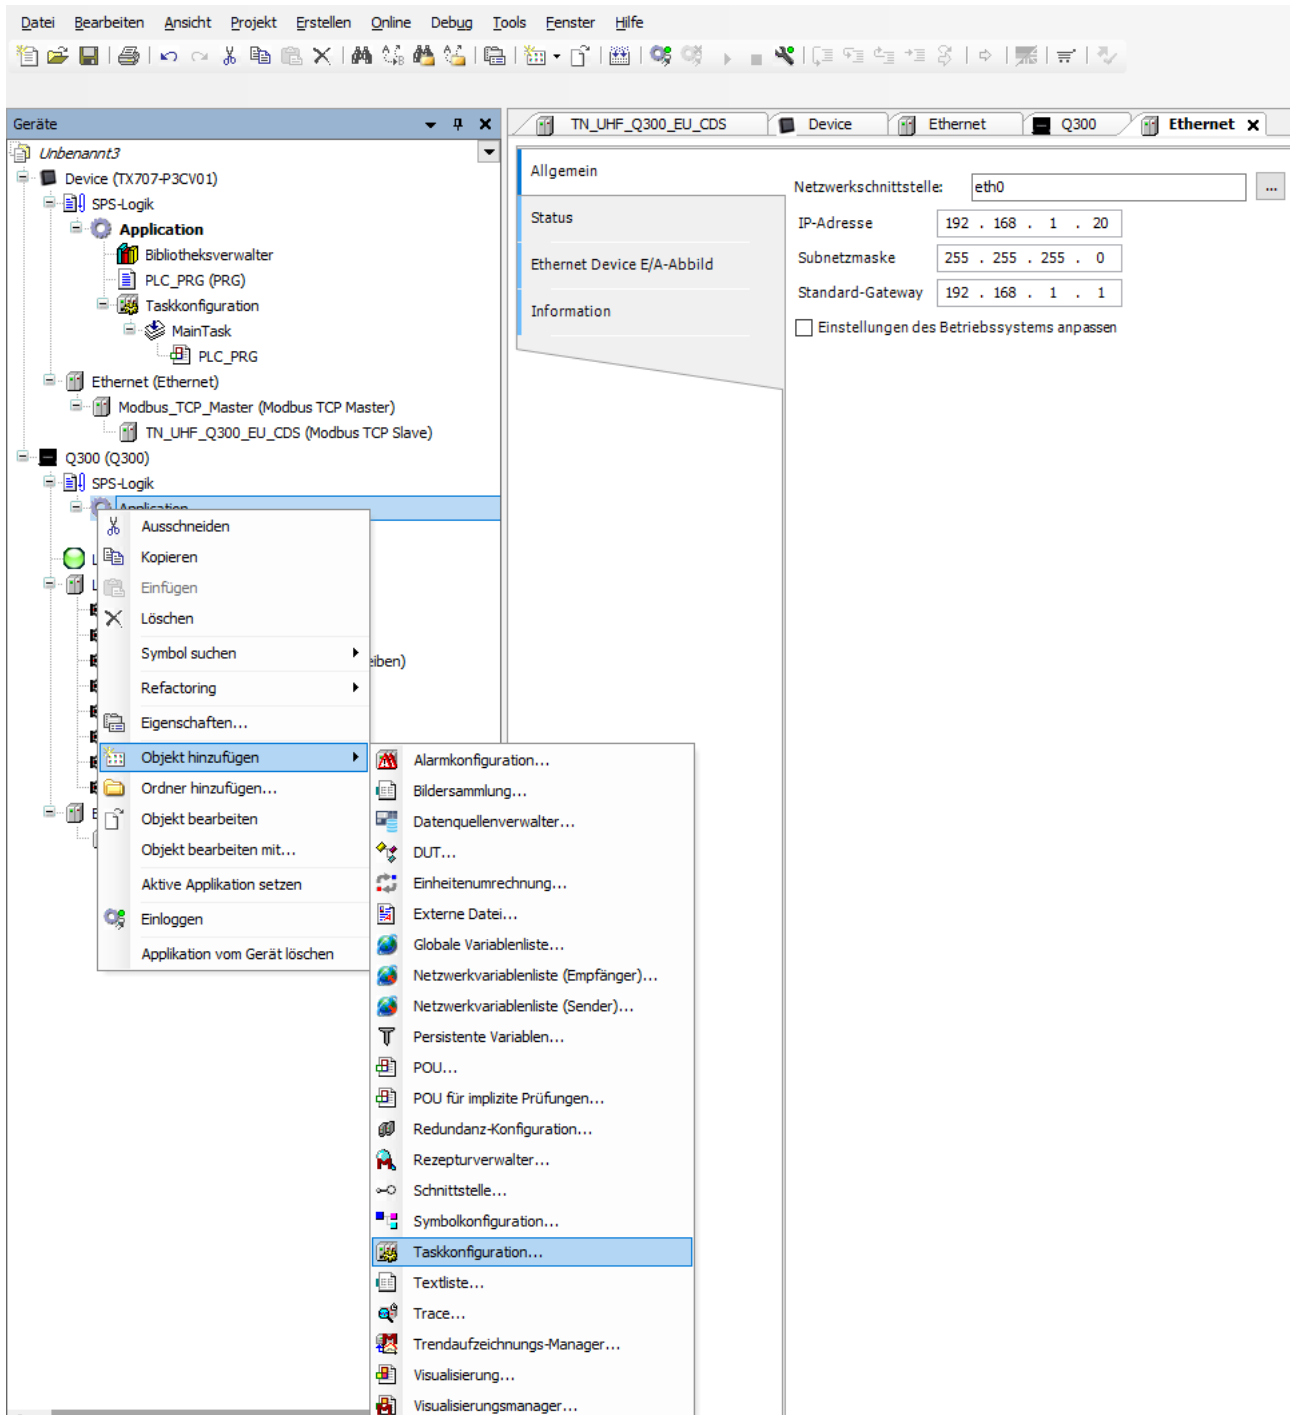 Datei Bearbeiten Ansicht Projekt Erstellen Online Debug Tools Fenster Hilfe
Geräte
TN_UHF_Q300_EU_CDS Device Ethernet Q300 Ethernet
Unbenannt3
Device (TX707-P3CV01)
SPS-Logik
Application
Bibliotheksverwalter
PLC_PRG (PRG)
Taskkonfiguration
MainTask
PLC_PRG
Ethernet (Ethernet)
Modbus_TCP_Master (Modbus TCP Master)
TN_UHF_Q300_EU_CDS (Modbus TCP Slave)
Q300 (Q300)
SPS-Logik
Application
eiben)
Allgemein
Status
Ethernet Device E/A-Abbild
Information
Netzwerkschnittstelle: eth0 ...
IP-Adresse 192 . 168 . 1 . 20
Subnetzmaske 255 . 255 . 255 . 0
Standard-Gateway 192 . 168 . 1 . 1
Einstellungen des Betriebssystems anpassen
Ausschneiden
Kopieren
Einfügen
Löschen
Symbol suchen
Refactoring
Eigenschaften...
Objekt hinzufügen
Ordner hinzufügen...
Objekt bearbeiten
Objekt bearbeiten mit...
Aktive Applikation setzen
Einloggen
Applikation vom Gerät löschen
Alarmkonfiguration...
Bildersammlung...
Datenquellenverwalter...
DUT...
Einheitenumrechnung...
Externe Datei...
Globale Variablenliste...
Netzwerkvariablenliste (Empfänger)...
Netzwerkvariablenliste (Sender)...
Persistente Variablen...
POU...
POU für implizite Prüfungen...
Redundanz-Konfiguration...
Rezepturverwalter...
Schnittstelle...
Symbolkonfiguration...
Taskkonfiguration...
Textliste...
Trace...
Trendaufzeichnungs-Manager...
Visualisierung...
Visualisierungsmanager...